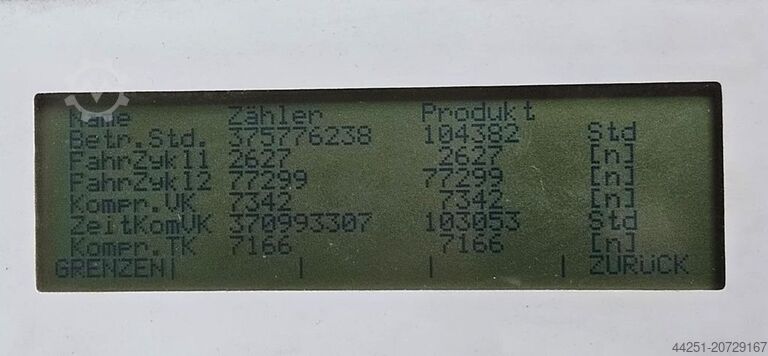 Name Zähler Produkt
Betr.Std. 375776238 104382 Std
FahrZykl1 2627 2627 [n]
FahrZykl2 77299 77299 [n]
Kompr.VK 7342 7342 [n]
ZeitKomVK 370993307 103053 Std
Kompr.TK 7166 7166 [n]
GRENZEN| | | | ZURÜCK
44251-20729167